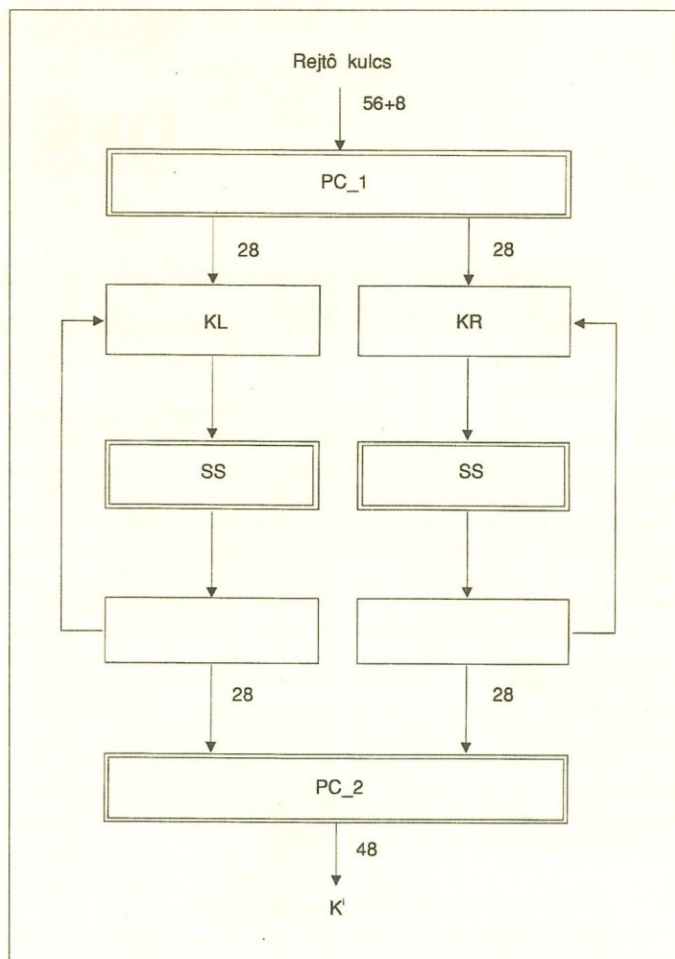 Rejtô kulcs
56+8
PC_1
28 28
KL KR
SS SS
28 28
PC_2
48
Kⁱ